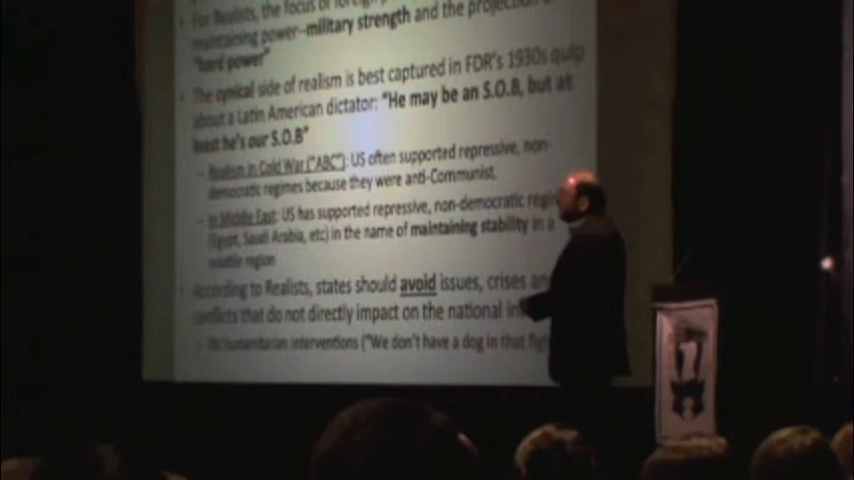 For Realists, the focus of
maintaining power--military strength and the projection
"hard power"
The cynical side of realism is best captured in FDR's 1930s quip
about a Latin American dictator: "He may be an S.O.B, but at
least he's our S.O.B"
Realism in Cold War ("ABC"): US often supported repressive, non-
democratic regimes because they were anti-Communist.
In Middle East: US has supported repressive, non-democratic
(Egypt, Saudi Arabia, etc) in the name of maintaining stability in a
volatile region
According to Realists, states should avoid issues, crises and
conflicts that do not directly impact on the national
No humanitarian interventions ("We don't have a dog in that